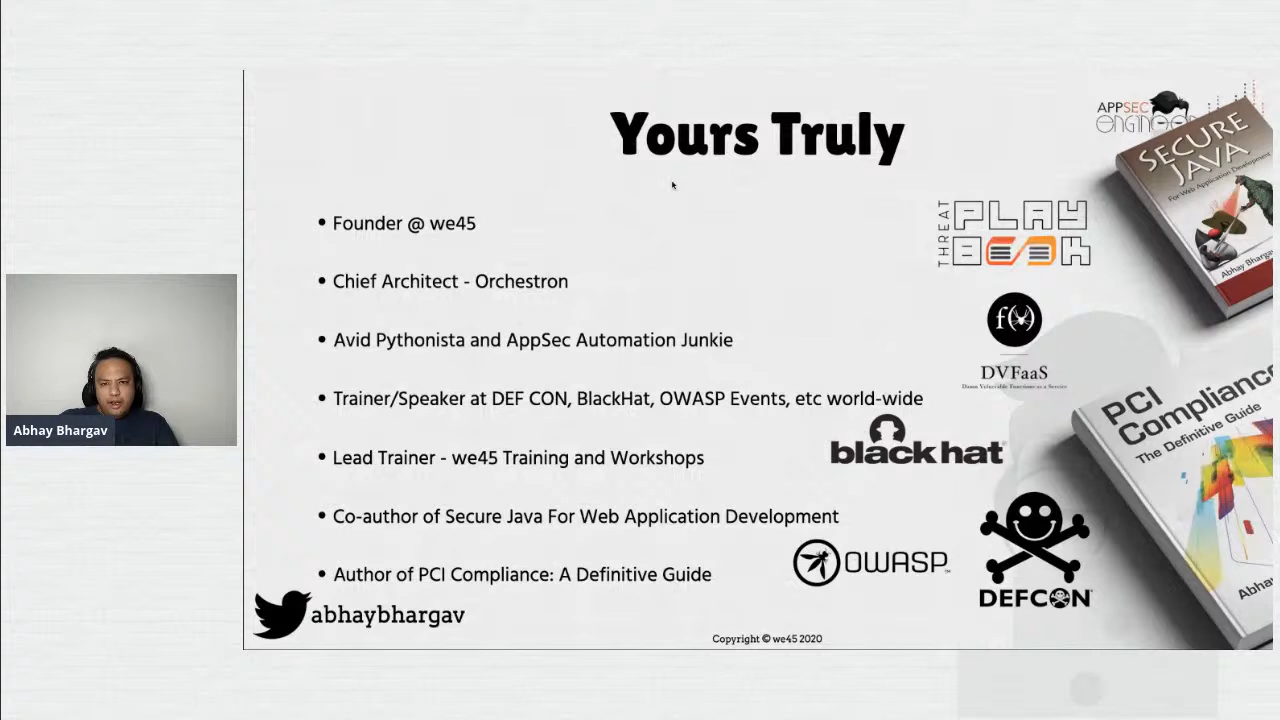 Yours Truly
• Founder @ we45
• Chief Architect - Orchestron
• Avid Pythonista and AppSec Automation Junkie
• Trainer/Speaker at DEF CON, BlackHat, OWASP Events, etc world-wide
• Lead Trainer - we45 Training and Workshops
• Co-author of Secure Java For Web Application Development
• Author of PCI Compliance: A Definitive Guide
abhaybhargav
Copyright © we45 2020
Abhay Bhargav
APPSEC
engineer
SECURE
JAVA
For Web Application Development
Abhay Bhargav
THREAT
PLAY
BOOK
f()
DVFaaS
Damn Vulnerable Functions as a Service
black hat
OWASP
TM
DEFCON
PCI
Compliance
The Definitive Guide
Abha